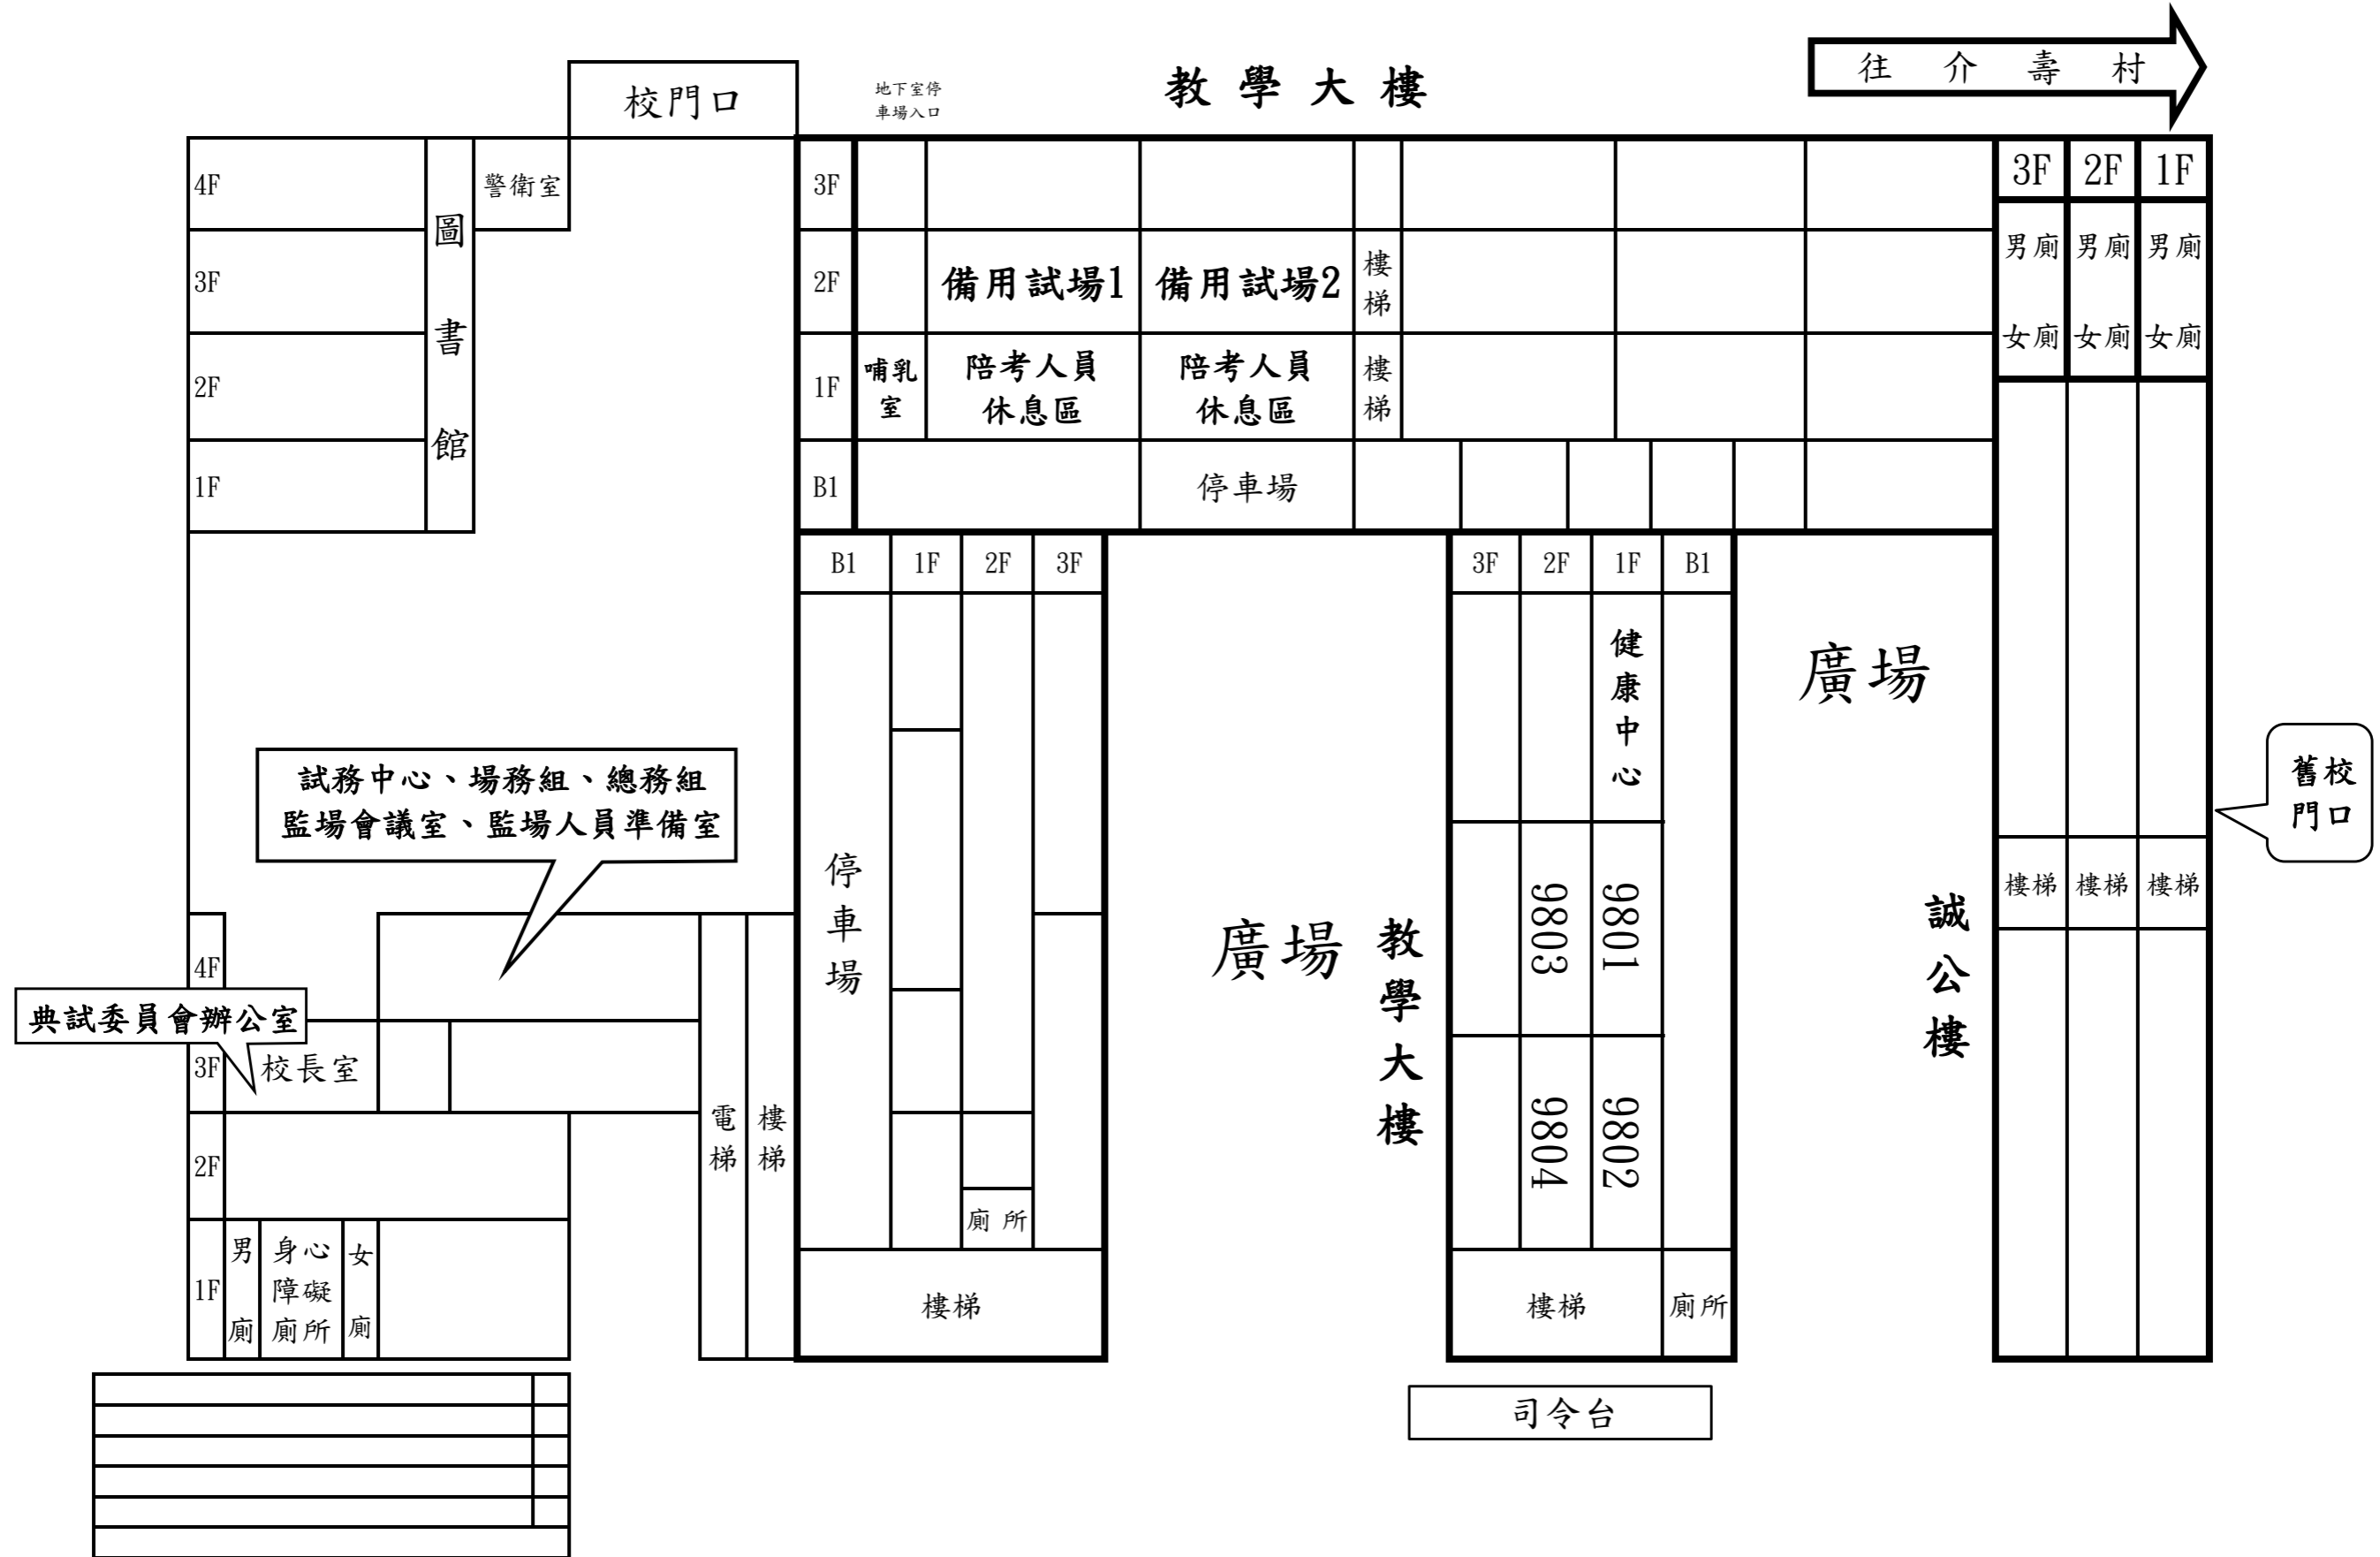 往介壽村
教學大樓
校門口
地下室停
車場入口
4F
3F
2F
1F
圖書館
警衛室
3F
2F
1F
B1
備用試場1
備用試場2
樓梯
哺乳
室
陪考人員
休息區
陪考人員
休息區
樓梯
停車場
3F
2F
1F
男廁
男廁
男廁
女廁
女廁
女廁
樓梯
樓梯
樓梯
B1
1F
2F
3F
停車場
廁所
樓梯
廣場
教學大樓
3F
2F
1F
B1
健康中心
9803
9801
9804
9802
樓梯
廁所
廣場
誠公樓
舊校
門口
試務中心、場務組、總務組
監場會議室、監場人員準備室
典試委員會辦公室
4F
3F
校長室
2F
1F
男廁
身心
障礙
廁所
女廁
電梯
樓梯
司令台